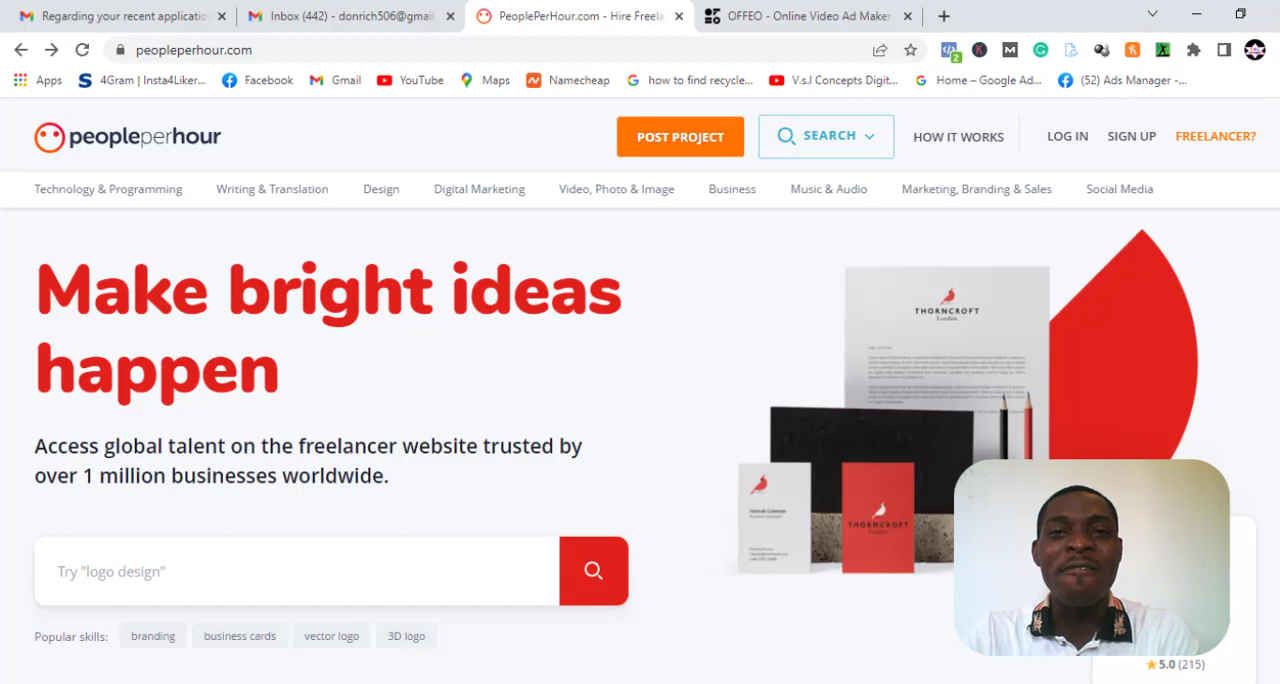 Regarding your recent applicatio
Inbox (442) - donrich506@gmail
PeoplePerHour.com - Hire Freela
OFFEO - Online Video Ad Maker
peopleperhour.com
2
Apps
4Gram | Insta4Liker...
Facebook
Gmail
YouTube
Maps
Namecheap
how to find recycle...
V.s.l Concepts Digit...
Home – Google Ad...
(52) Ads Manager -...
peopleperhour
POST PROJECT
SEARCH
HOW IT WORKS
LOG IN
SIGN UP
FREELANCER?
Technology & Programming
Writing & Translation
Design
Digital Marketing
Video, Photo & Image
Business
Music & Audio
Marketing, Branding & Sales
Social Media
Make bright ideas
happen
THORNCROFT
London
Access global talent on the freelancer website trusted by
over 1 million businesses worldwide.
THORNCROFT
Try "logo design"
Popular skills:
branding
business cards
vector logo
3D logo
5.0 (215)